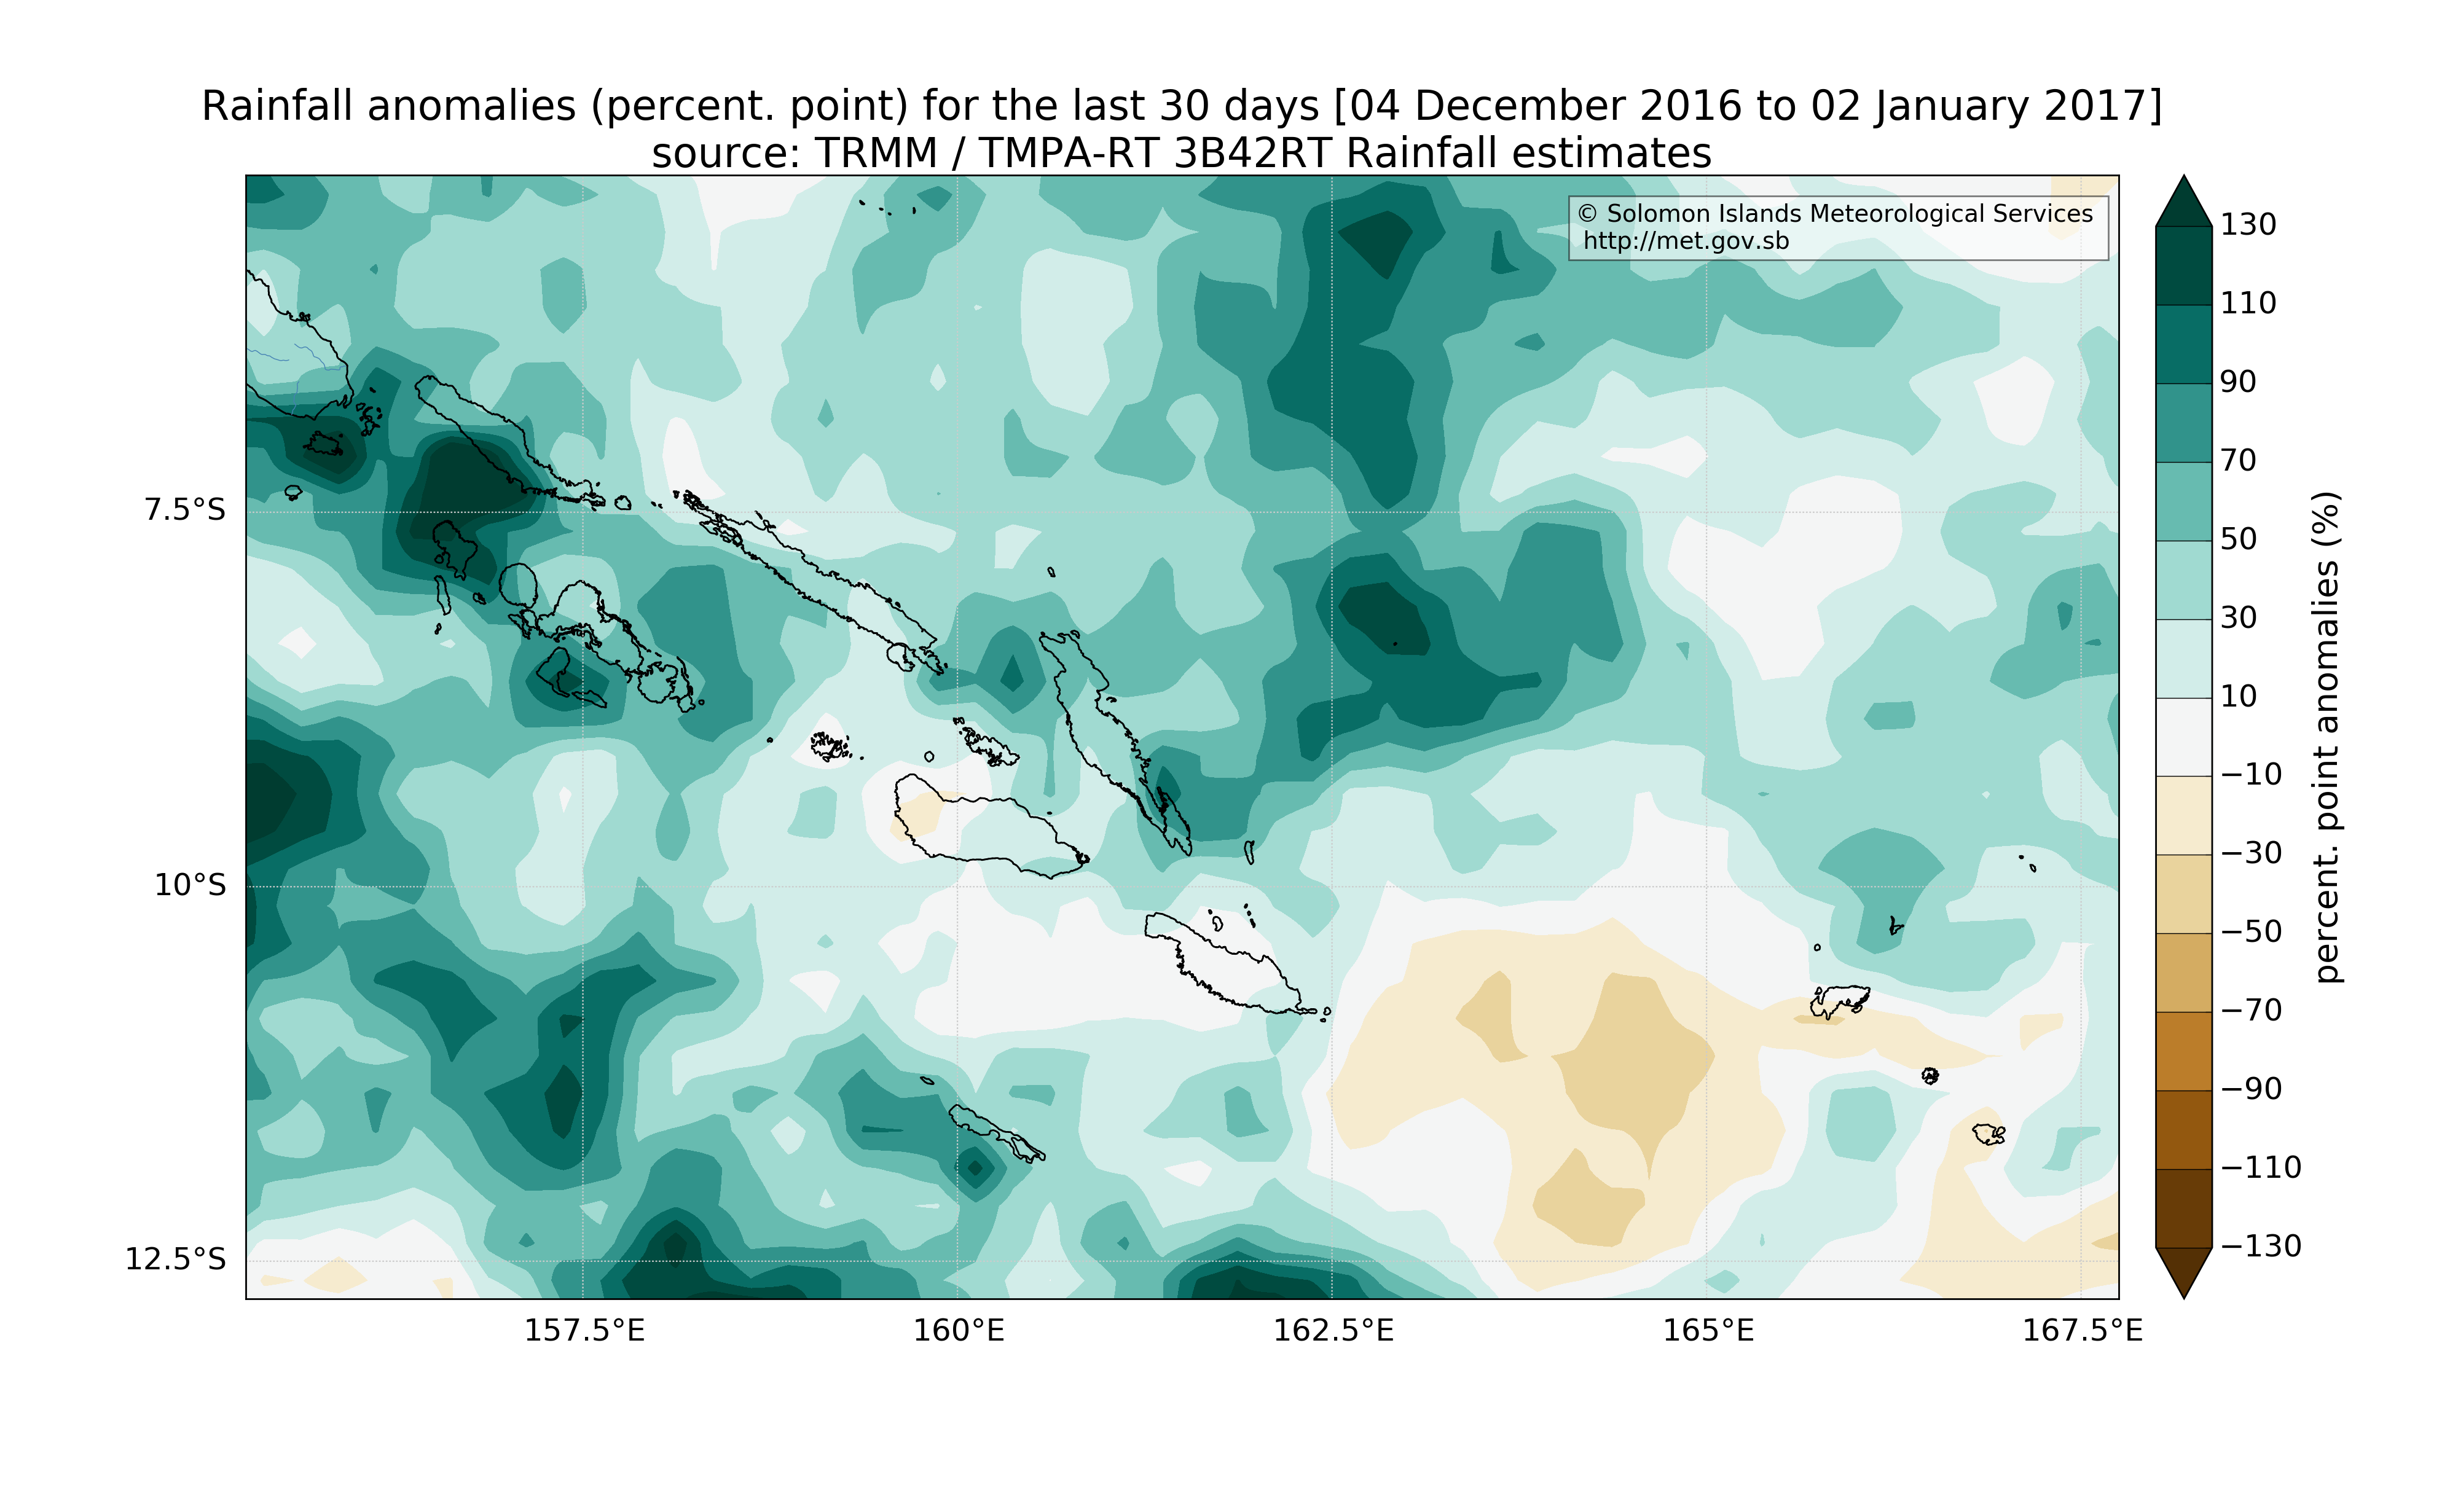 Rainfall anomalies (percent. point) for the last 30 days [04 December 2016 to 02 January 2017]
source: TRMM / TMPA-RT 3B42RT Rainfall estimates
© Solomon Islands Meteorological Services
http://met.gov.sb
7.5°S
10°S
12.5°S
157.5°E
160°E
162.5°E
165°E
167.5°E
130
110
90
70
50
30
10
−10
−30
−50
−70
−90
−110
−130
percent. point anomalies (%)